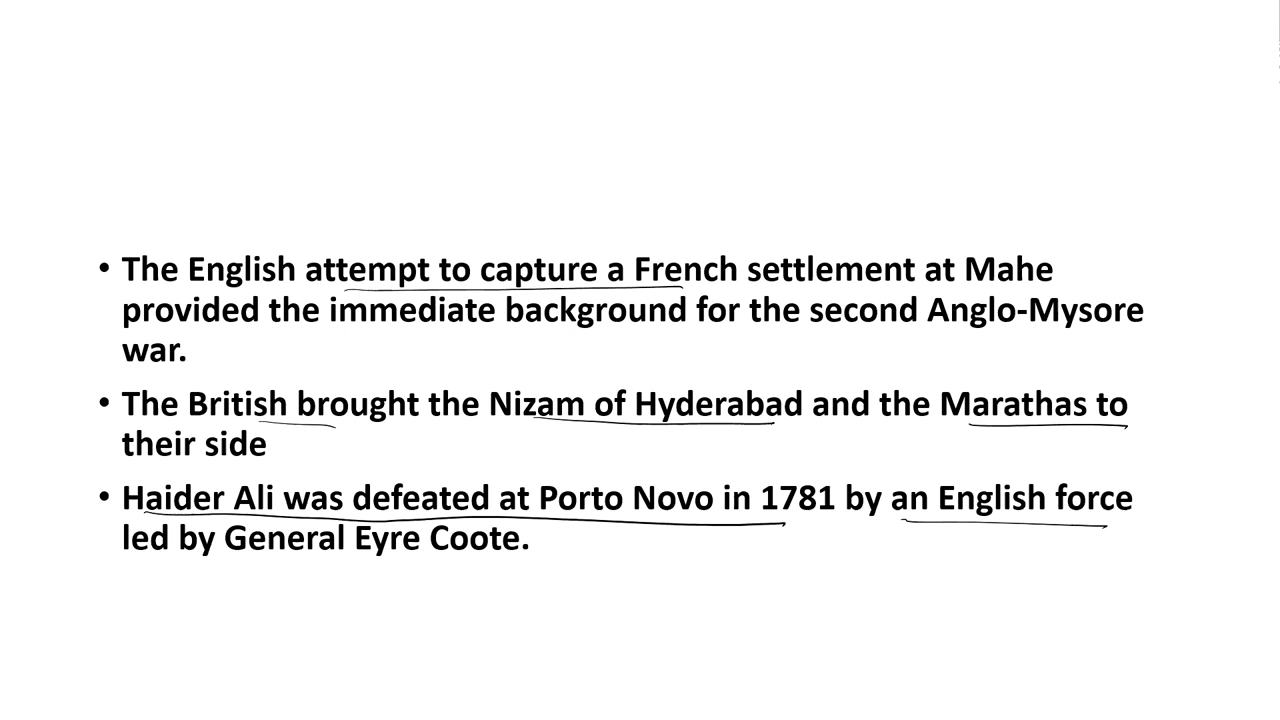 • The English attempt to capture a French settlement at Mahe
provided the immediate background for the second Anglo-Mysore
war.
• The British brought the Nizam of Hyderabad and the Marathas to
their side
• Haider Ali was defeated at Porto Novo in 1781 by an English force
led by General Eyre Coote.